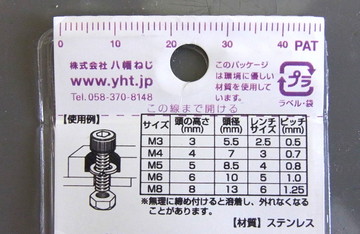 0 10 20 30 40 PAT
株式会社 八幡ねじ
www.yht.jp
Tel. 058-370-8148
このパッケージ
は環境に優しい
材質を使用して
います。
プラ
ラベル・袋
この線まで開ける
【使用例】
サイズ 頭の高さ(mm) 頭径(mm) レンチサイズ ピッチ(mm)
M3 3 5.5 2.5 0.5
M4 4 7 3 0.7
M5 5 8.5 4 0.8
M6 6 10 5 1.0
M8 8 13 6 1.25
※無理に締め付けると溶着し、外れなくなる
ことがあります。
【材質】ステンレス